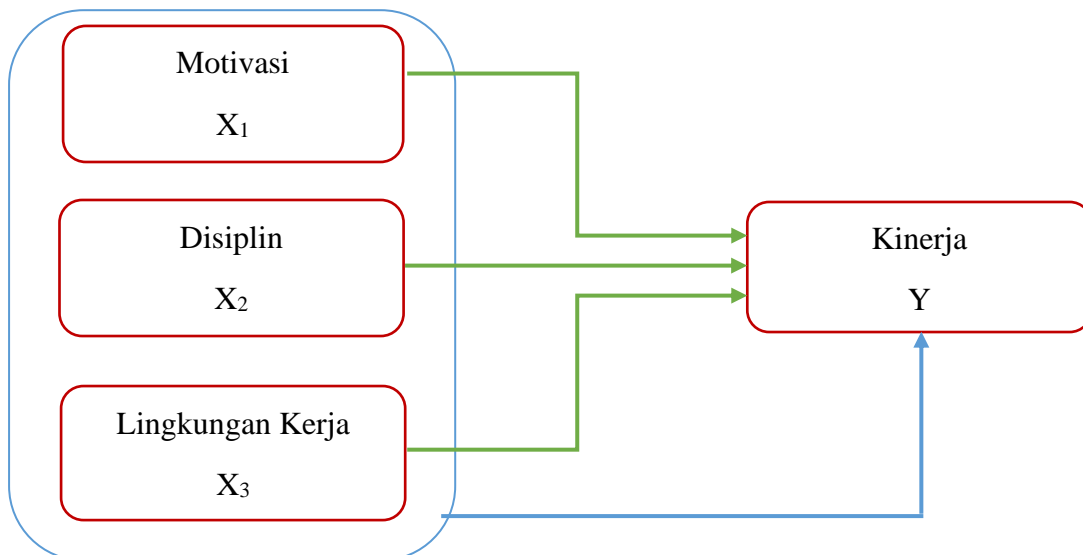 Motivasi
X₁
Disiplin
X₂
Lingkungan Kerja
X₃
Kinerja
Y